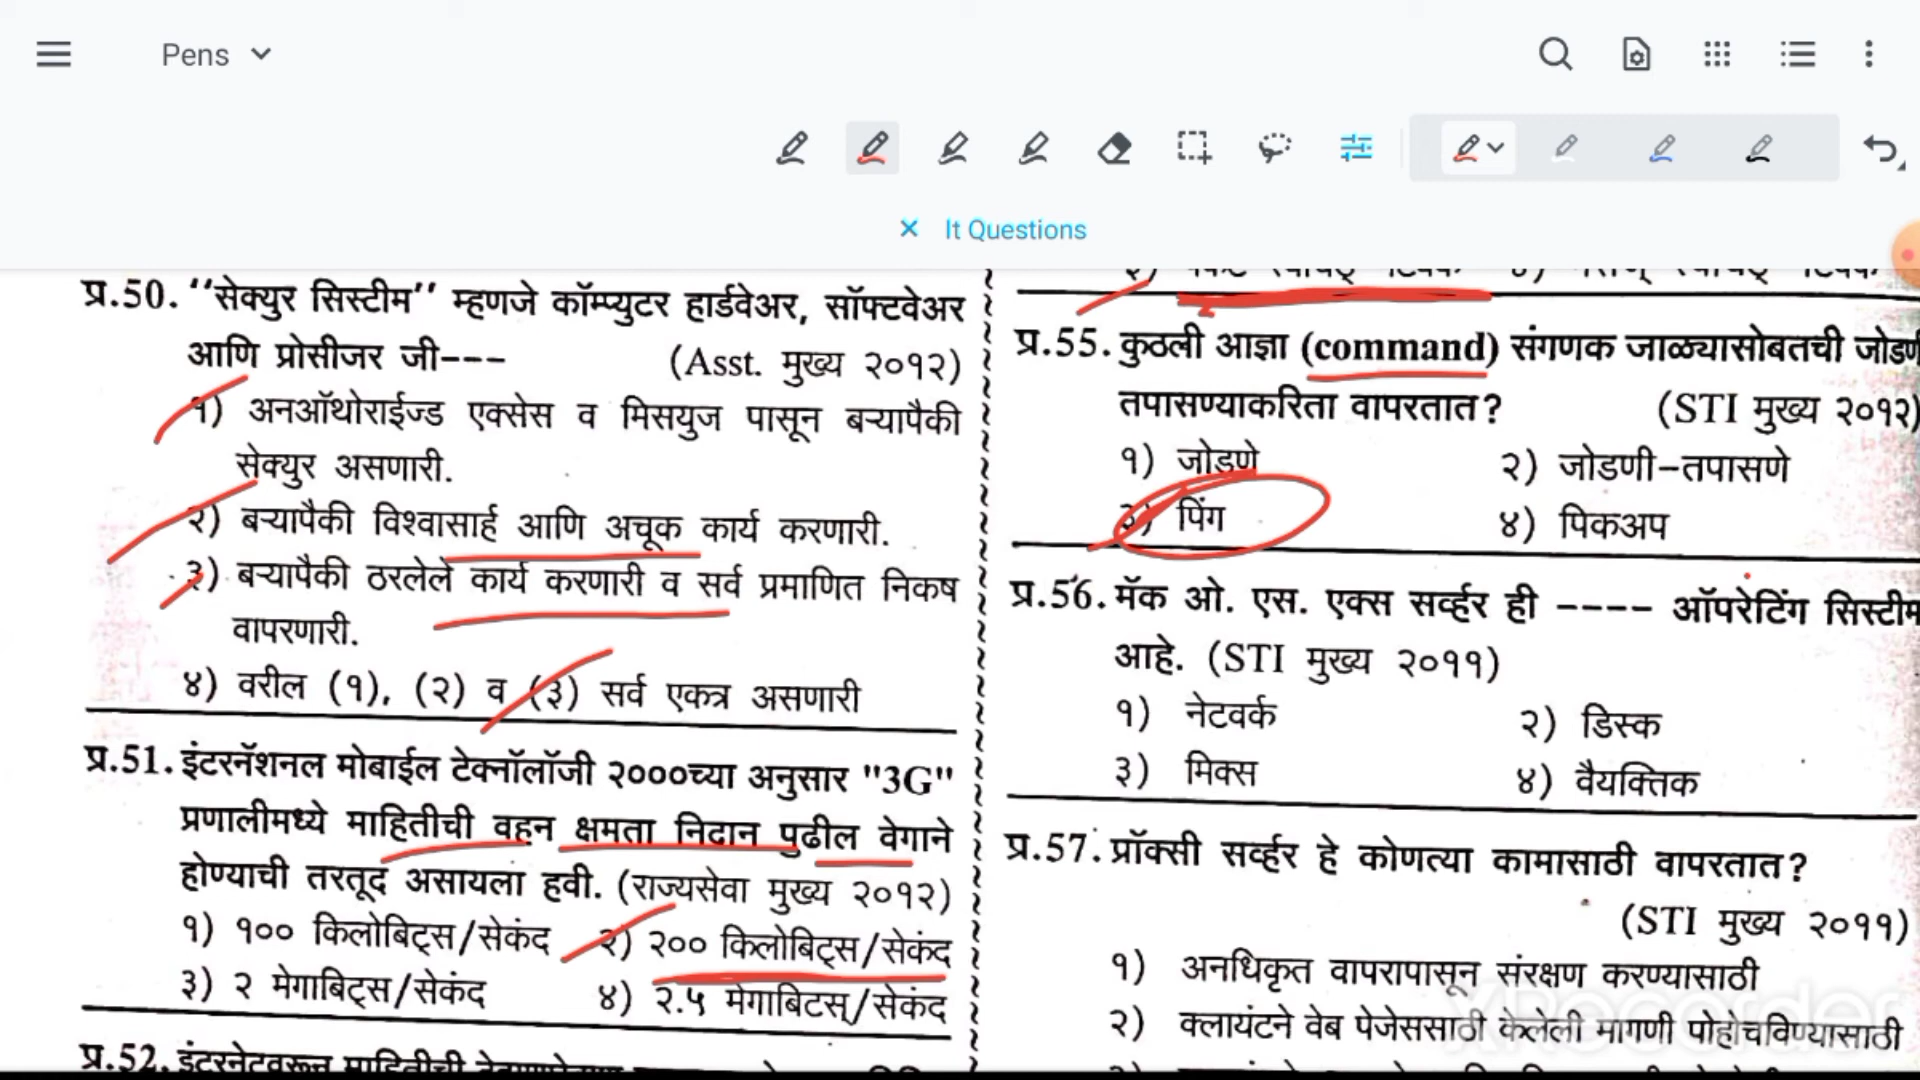 Pens
It Questions
प्र.50. "सेक्युर सिस्टीम" म्हणजे कॉम्प्युटर हार्डवेअर, सॉफ्टवेअर
आणि प्रोसीजर जी--- (Asst. मुख्य २०१२)
१) अनऑथोराईज्ड एक्सेस व मिसयुज पासून बऱ्यापैकी
सेक्युर असणारी.
२) बऱ्यापैकी विश्वासार्ह आणि अचूक कार्य करणारी.
३) बऱ्यापैकी ठरलेले कार्य करणारी व सर्व प्रमाणित निकष
वापरणारी.
४) वरील (१), (२) व (३) सर्व एकत्र असणारी
प्र.51. इंटरनॅशनल मोबाईल टेक्नॉलॉजी २०००च्या अनुसार "3G"
प्रणालीमध्ये माहितीची वहन क्षमता निदान पुढील वेगाने
होण्याची तरतूद असायला हवी. (राज्यसेवा मुख्य २०१२)
१) १०० किलोबिट्स/सेकंद २) २०० किलोबिट्स/सेकंद
३) २ मेगाबिट्स/सेकंद ४) २.५ मेगाबिटस्/सेकंद
प्र.52. इंटरनेटवरून माहितीची
प्र.55. कुठली आज्ञा (command) संगणक जाळ्यासोबतची
तपासण्याकरिता वापरतात? (STI मुख्य २०१२)
१) जोडणे २) जोडणी-तपासणे
३) पिंग ४) पिकअप
प्र.56. मॅक ओ. एस. एक्स सर्व्हर ही ---- ऑपरेटिंग सिस्टीम
आहे. (STI मुख्य २०११)
१) नेटवर्क २) डिस्क
३) मिक्स ४) वैयक्तिक
प्र.57. प्रॉक्सी सर्व्हर हे कोणत्या कामासाठी वापरतात?
(STI मुख्य २०११)
१) अनधिकृत वापरापासून संरक्षण करण्यासाठी
२) क्लायंटने वेब पेजेससाठी केलेली मागणी पोहोचविण्यासाठी
XRecorder